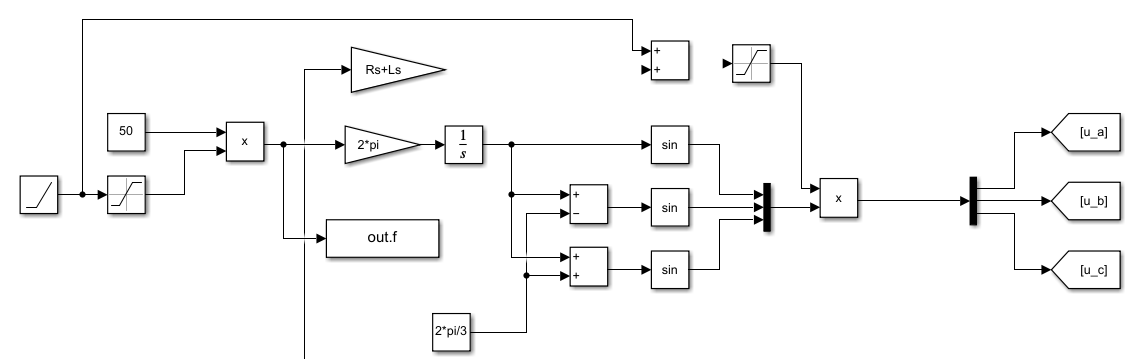 +
+
Rs+Ls
50
x
2*pi
1
s
sin
[u_a]
+
−
sin
x
[u_b]
out.f
+
+
sin
[u_c]
2*pi/3